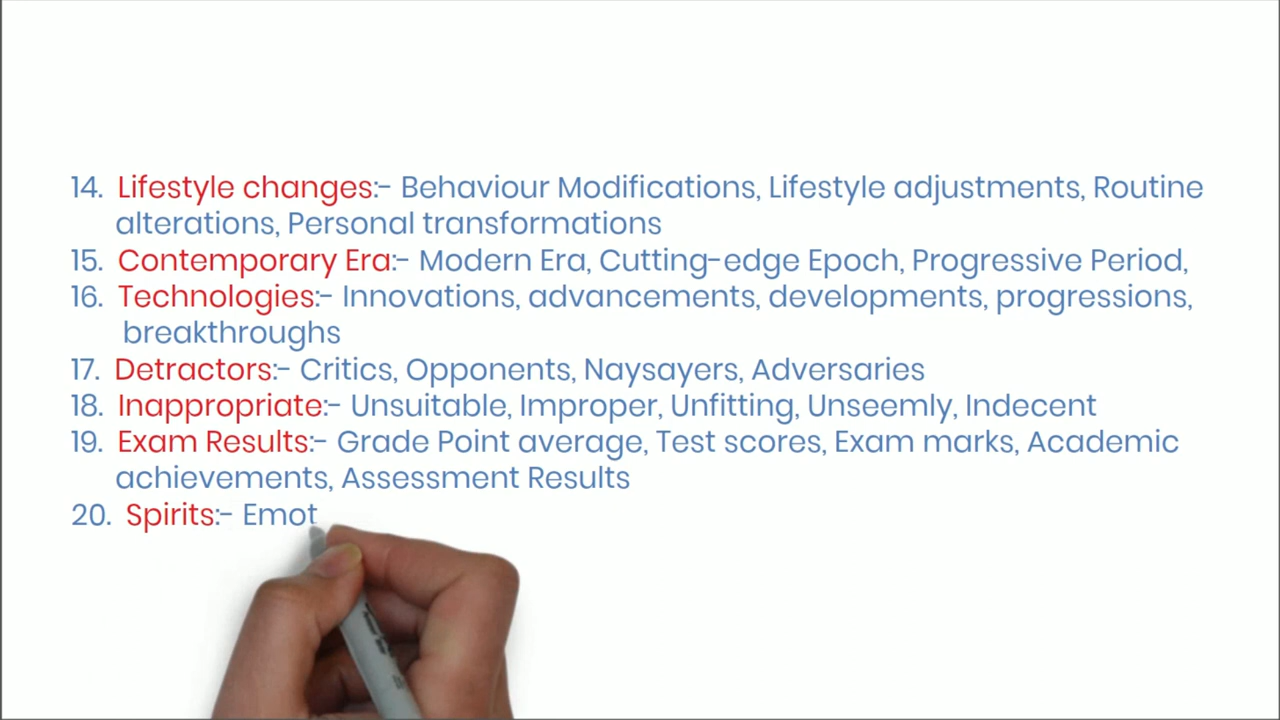 14. Lifestyle changes:- Behaviour Modifications, Lifestyle adjustments, Routine
alterations, Personal transformations
15. Contemporary Era:- Modern Era, Cutting-edge Epoch, Progressive Period,
16. Technologies:- Innovations, advancements, developments, progressions,
breakthroughs
17. Detractors:- Critics, Opponents, Naysayers, Adversaries
18. Inappropriate:- Unsuitable, Improper, Unfitting, Unseemly, Indecent
19. Exam Results:- Grade Point average, Test scores, Exam marks, Academic
achievements, Assessment Results
20. Spirits:- Emot